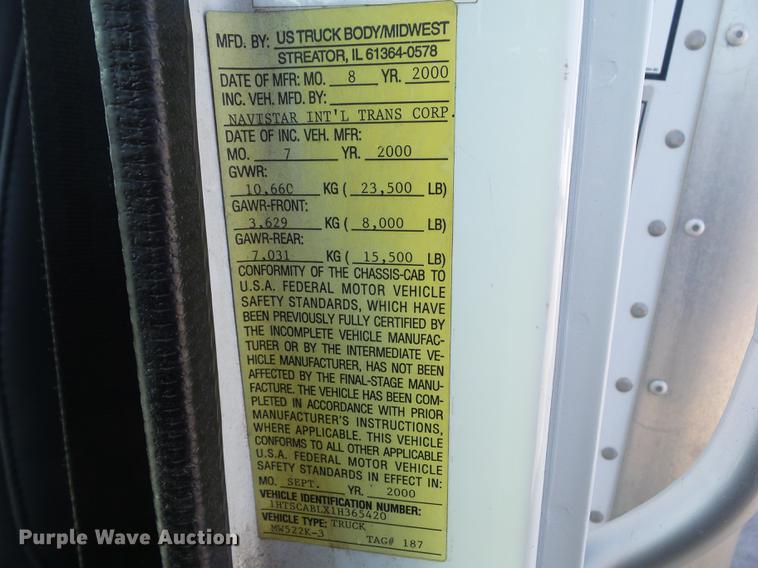 MFD. BY: US TRUCK BODY/MIDWEST
STREATOR, IL 61364-0578
DATE OF MFR: MO. 8 YR. 2000
INC. VEH. MFD. BY:
NAVISTAR INT'L TRANS CORP.
DATE OF INC. VEH. MFR:
MO. 7 YR. 2000
GVWR:
10,660 KG ( 23,500 LB)
GAWR-FRONT:
3,629 KG ( 8,000 LB)
GAWR-REAR:
7,031 KG ( 15,500 LB)
CONFORMITY OF THE CHASSIS-CAB TO
U.S.A. FEDERAL MOTOR VEHICLE
SAFETY STANDARDS, WHICH HAVE
BEEN PREVIOUSLY FULLY CERTIFIED BY
THE INCOMPLETE VEHICLE MANUFAC-
TURER OR BY THE INTERMEDIATE VE-
HICLE MANUFACTURER, HAS NOT BEEN
AFFECTED BY THE FINAL-STAGE MANU-
FACTURE. THE VEHICLE HAS BEEN COM-
PLETED IN ACCORDANCE WITH PRIOR
MANUFACTURER'S INSTRUCTIONS,
WHERE APPLICABLE. THIS VEHICLE
CONFORMS TO ALL OTHER APPLICABLE
U.S.A. FEDERAL MOTOR VEHICLE
SAFETY STANDARDS IN EFFECT IN:
MO. SEPT. YR. 2000
VEHICLE IDENTIFICATION NUMBER:
1HTSCABLX1H365420
VEHICLE TYPE: TRUCK
MW522K-3 TAG# 187
Purple Wave Auction